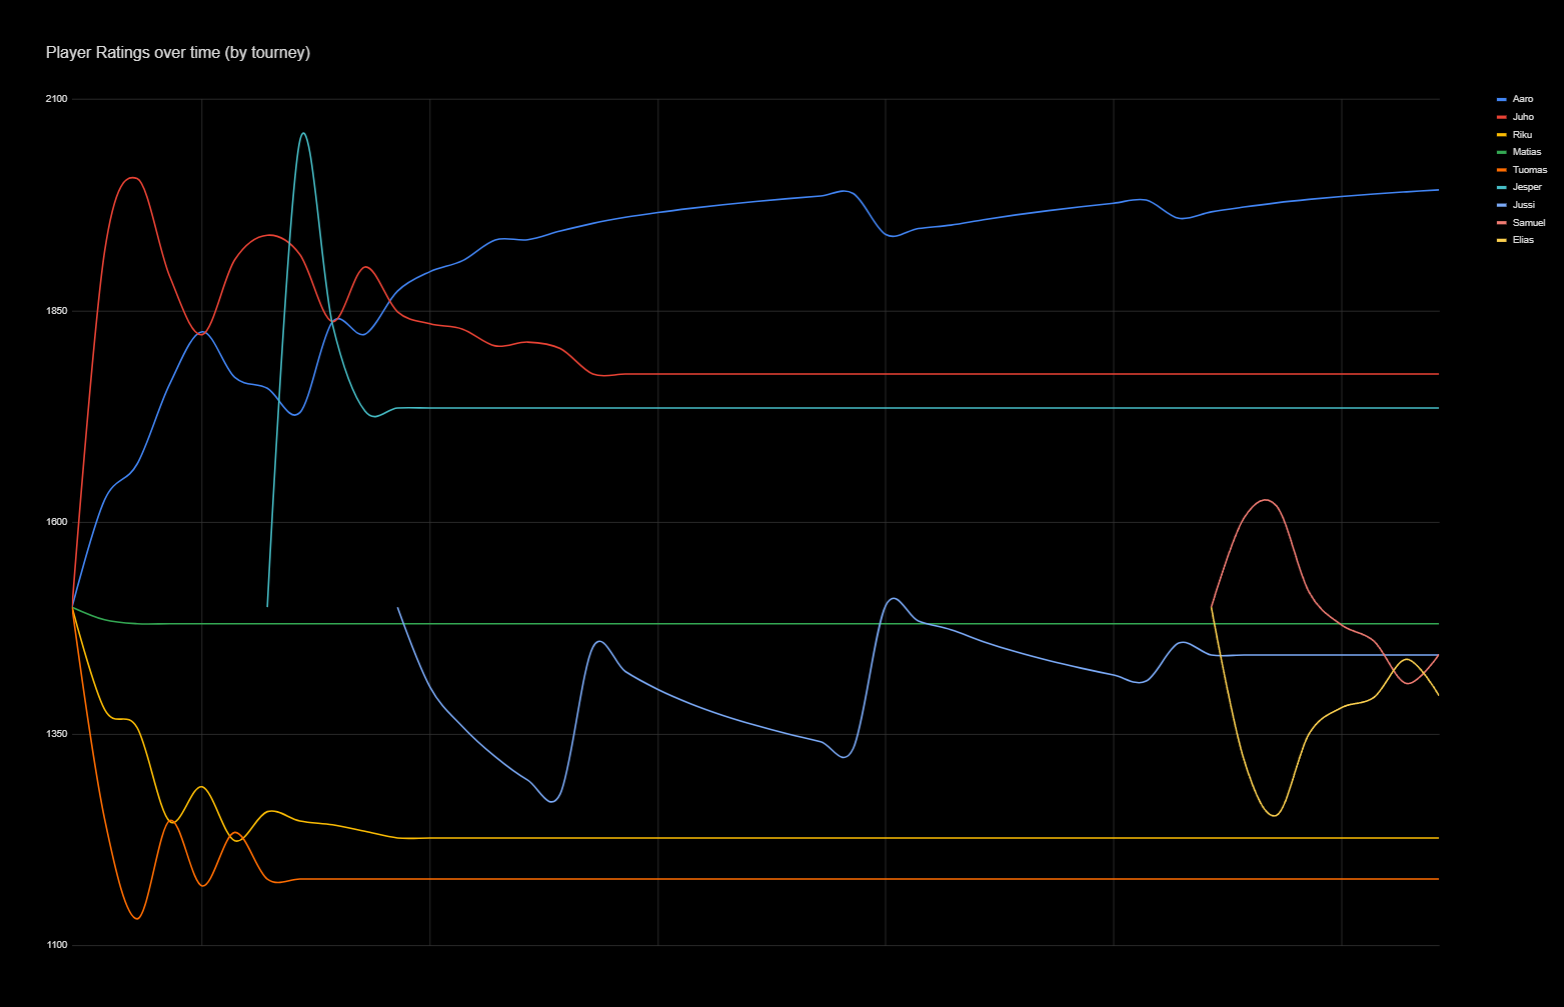 Player Ratings over time (by tourney)
2100
1850
1600
1350
1100
Aaro
Juho
Riku
Matias
Tuomas
Jesper
Jussi
Samuel
Elias